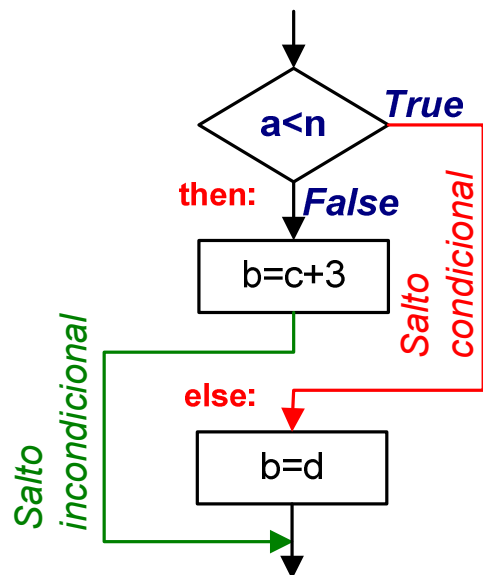 True
a<n
then:
False
b=c+3
Salto
condicional
else:
b=d
Salto
incondicional